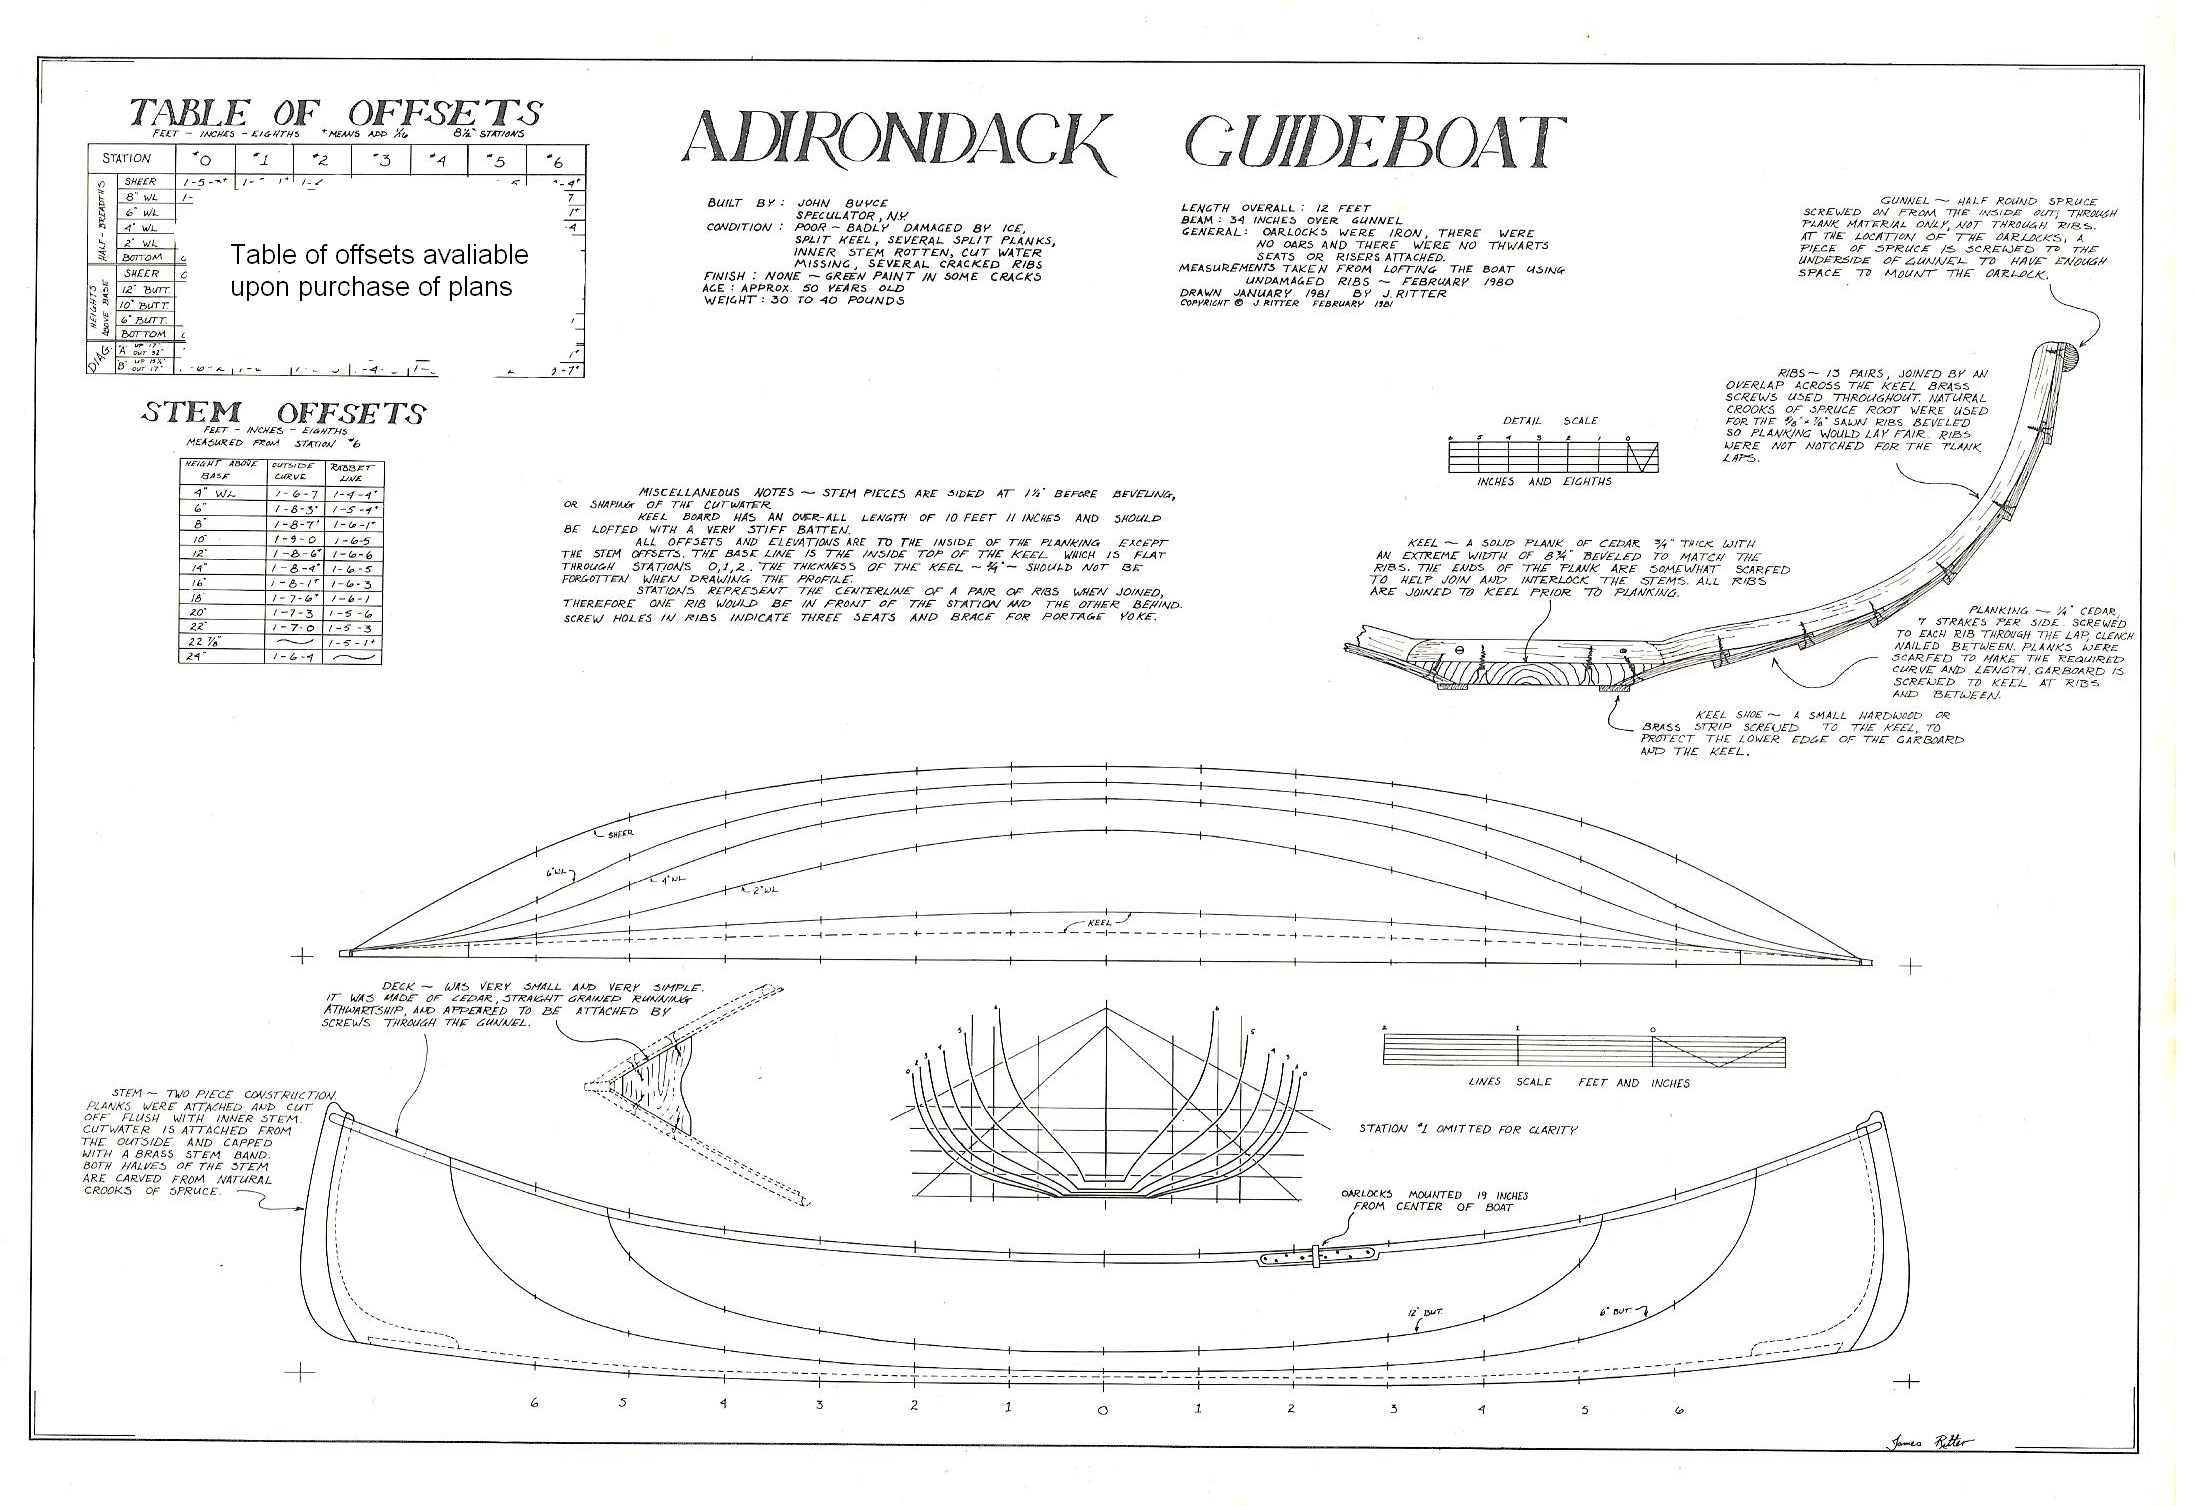 TABLE OF OFFSETS
FEET - INCHES - EIGHTHS + MEANS ADD 1/16 8½" STATIONS
STATION #0 #1 #2 #3 #4 #5 #6
HALF-BREADTHS
SHEER
8" WL
6" WL
4" WL
2" WL
BOTTOM
HEIGHTS ABOVE BASE
SHEER
12" BUTT.
10" BUTT.
6" BUTT.
BOTTOM
DIAG.
Table of offsets avaliable
upon purchase of plans
STEM OFFSETS
FEET - INCHES - EIGHTHS
MEASURED FROM STATION #6
HEIGHT ABOVE BASE OUTSIDE CURVE RABBET LINE
4" WL 1-6-7 1-4-4+
6" 1-8-3+ 1-5-4+
8" 1-8-7+ 1-6-1+
10" 1-9-0 1-6-5
12" 1-8-6+ 1-6-6
14" 1-8-4+ 1-6-5
16" 1-8-1+ 1-6-3
18" 1-7-6+ 1-6-1
20" 1-7-3 1-5-6
22" 1-7-0 1-5-3
22 7/8" ~ 1-5-1+
24" 1-6-4 ~
ADIRONDACK GUIDEBOAT
BUILT BY : JOHN BUYCE
SPECULATOR, N.Y.
CONDITION : POOR ~ BADLY DAMAGED BY ICE,
SPLIT KEEL, SEVERAL SPLIT PLANKS,
INNER STEM ROTTEN, CUT WATER
MISSING, SEVERAL CRACKED RIBS
FINISH : NONE ~ GREEN PAINT IN SOME CRACKS
AGE : APPROX. 50 YEARS OLD
WEIGHT : 30 TO 40 POUNDS
LENGTH OVERALL : 12 FEET
BEAM : 34 INCHES OVER GUNNEL
GENERAL : OARLOCKS WERE IRON, THERE WERE
NO OARS AND THERE WERE NO THWARTS
SEATS OR RISERS ATTACHED.
MEASUREMENTS TAKEN FROM LOFTING THE BOAT USING
UNDAMAGED RIBS ~ FEBRUARY 1980
DRAWN JANUARY 1981 BY J. RITTER
COPYRIGHT © J. RITTER FEBRUARY 1981
GUNNEL ~ HALF ROUND SPRUCE
SCREWED ON FROM THE INSIDE OUT, THROUGH
PLANK MATERIAL ONLY, NOT THROUGH RIBS.
AT THE LOCATION OF THE OARLOCKS, A
PIECE OF SPRUCE IS SCREWED TO THE
UNDERSIDE OF GUNNEL TO HAVE ENOUGH
SPACE TO MOUNT THE OARLOCK.
RIBS ~ 13 PAIRS, JOINED BY AN
OVERLAP ACROSS THE KEEL BRASS
SCREWS USED THROUGHOUT. NATURAL
CROOKS OF SPRUCE ROOT WERE USED
FOR THE SAWN RIBS BEVELED
SO PLANKING WOULD LAY FAIR. RIBS
WERE NOT NOTCHED FOR THE PLANK
LAPS.
DETAIL SCALE
6 5 4 3 2 1 0
INCHES AND EIGHTHS
MISCELLANEOUS NOTES ~ STEM PIECES ARE SIDED AT 1½" BEFORE BEVELING,
OR SHAPING OF THE CUTWATER.
KEEL BOARD HAS AN OVER-ALL LENGTH OF 10 FEET 11 INCHES AND SHOULD
BE LOFTED WITH A VERY STIFF BATTEN.
ALL OFFSETS AND ELEVATIONS ARE TO THE INSIDE OF THE PLANKING EXCEPT
THE STEM OFFSETS. THE BASE LINE IS THE INSIDE TOP OF THE KEEL WHICH IS FLAT
THROUGH STATIONS 0,1,2. THE THICKNESS OF THE KEEL ~ ¾" ~ SHOULD NOT BE
FORGOTTEN WHEN DRAWING THE PROFILE.
STATIONS REPRESENT THE CENTERLINE OF A PAIR OF RIBS WHEN JOINED,
THEREFORE ONE RIB WOULD BE IN FRONT OF THE STATION AND THE OTHER BEHIND.
SCREW HOLES IN RIBS INDICATE THREE SEATS AND BRACE FOR PORTAGE YOKE.
KEEL ~ A SOLID PLANK OF CEDAR ¾" THICK WITH
AN EXTREME WIDTH OF 8¾" BEVELED TO MATCH THE
RIBS. THE ENDS OF THE PLANK ARE SOMEWHAT SCARFED
TO HELP JOIN AND INTERLOCK THE STEMS. ALL RIBS
ARE JOINED TO KEEL PRIOR TO PLANKING.
PLANKING ~ ¼" CEDAR,
7 STRAKES PER SIDE. SCREWED
TO EACH RIB THROUGH THE LAP, CLENCH
NAILED BETWEEN. PLANKS WERE
SCARFED TO MAKE THE REQUIRED
CURVE AND LENGTH. GARBOARD IS
SCREWED TO KEEL AT RIBS
AND BETWEEN.
KEEL SHOE ~ A SMALL HARDWOOD OR
BRASS STRIP SCREWED TO THE KEEL, TO
PROTECT THE LOWER EDGE OF THE GARBOARD
AND THE KEEL.
SHEER
6" WL
4" WL
2" WL
KEEL
DECK ~ WAS VERY SMALL AND VERY SIMPLE.
IT WAS MADE OF CEDAR, STRAIGHT GRAINED RUNNING
ATHWARTSHIP, AND APPEARED TO BE ATTACHED BY
SCREWS THROUGH THE GUNNEL.
6 6
5 5
4 4
0 2 3 3 2 0
2 1 0
LINES SCALE FEET AND INCHES
STATION #1 OMITTED FOR CLARITY
STEM ~ TWO PIECE CONSTRUCTION.
PLANKS WERE ATTACHED AND CUT
OFF FLUSH WITH INNER STEM.
CUTWATER IS ATTACHED FROM
THE OUTSIDE AND CAPPED
WITH A BRASS STEM BAND.
BOTH HALVES OF THE STEM
ARE CARVED FROM NATURAL
CROOKS OF SPRUCE.
OARLOCKS MOUNTED 19 INCHES
FROM CENTER OF BOAT
12" BUT.
6" BUT.
6 5 4 3 2 1 0 1 2 3 4 5 6
James Ritter